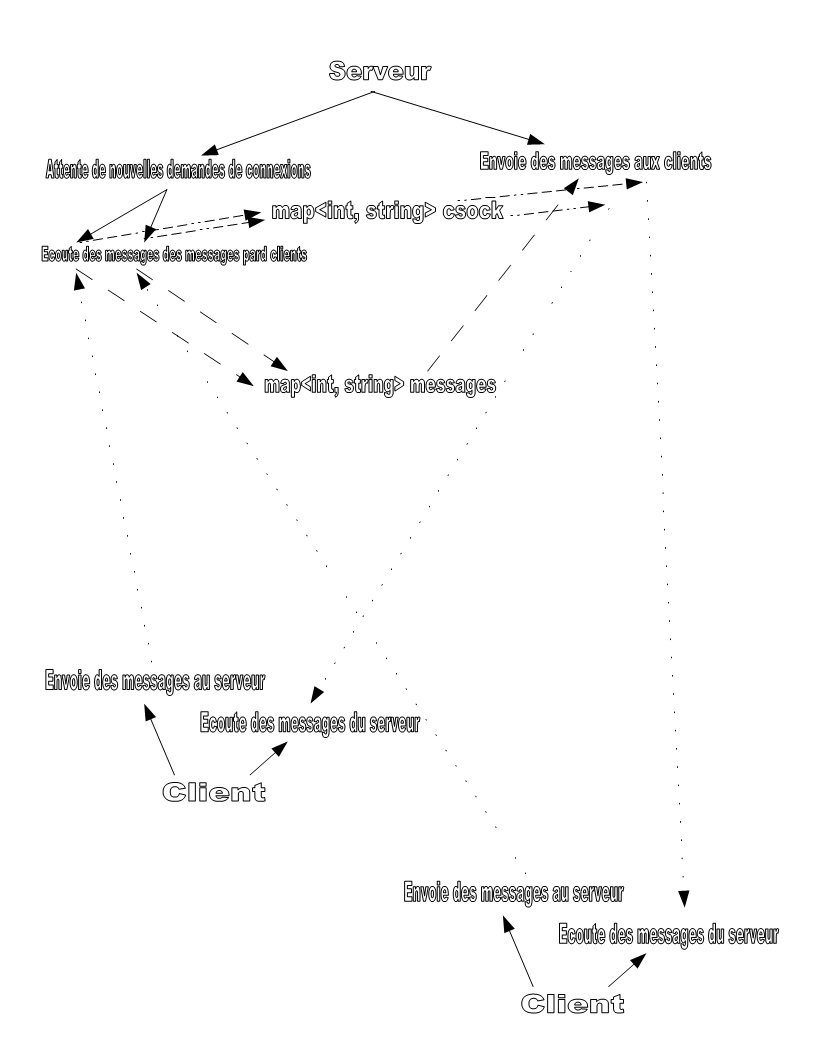 Serveur
Attente de nouvelles demandes de connexions
Envoie des messages aux clients
map<int, string> csock
Ecoute des messages des messages pard clients
map<int, string> messages
Envoie des messages au serveur
Ecoute des messages du serveur
Client
Envoie des messages au serveur
Ecoute des messages du serveur
Client